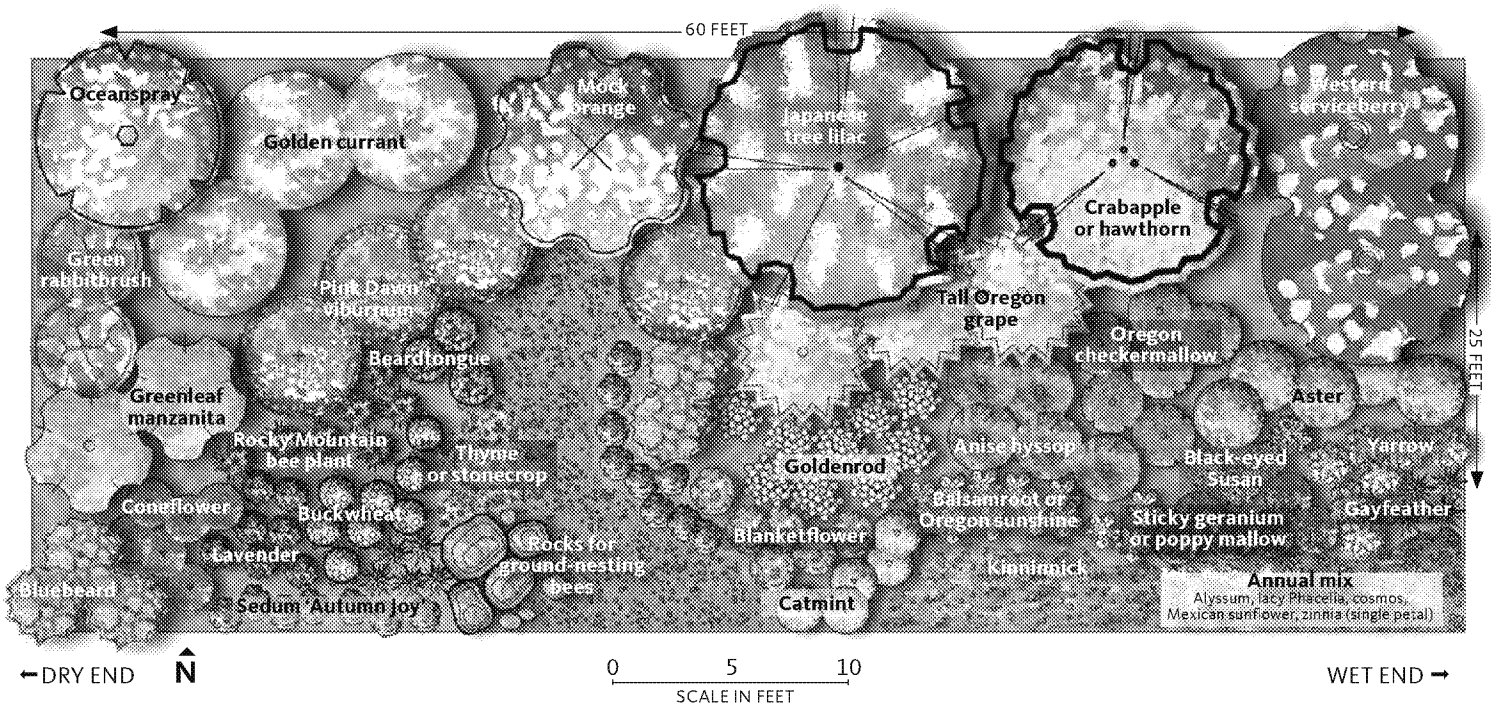 60 FEET
Oceanspray
Golden currant
Mock
orange
Japanese
tree lilac
Crabapple
or hawthorn
Western
serviceberry
Green
rabbitbrush
'Pink Dawn'
viburnum
Tall Oregon
grape
Oregon
checkermallow
25 FEET
Beardtongue
Greenleaf
manzanita
Aster
Rocky Mountain
bee plant
Thyme
or stonecrop
Goldenrod
Anise hyssop
Black-eyed
Susan
Yarrow
Coneflower
Buckwheat
Balsamroot or
Oregon sunshine
Sticky geranium
or poppy mallow
Gayfeather
Lavender
Rocks for
ground-nesting
bees
Blanketflower
Kinninnick
Bluebeard
Sedum 'Autumn Joy'
Catmint
Annual mix
Alyssum, lacy Phacelia, cosmos,
Mexican sunflower, zinnia (single petal)
←DRY END
N
0 5 10
SCALE IN FEET
WET END →